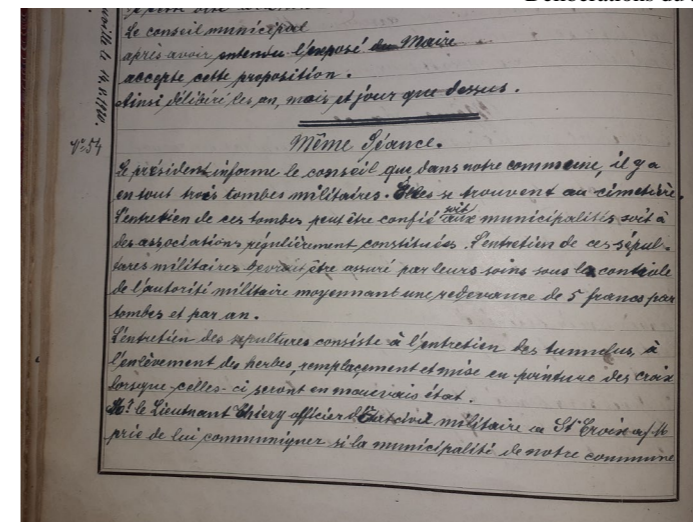 Délibérations du
Le conseil municipal
après avoir entendu l'exposé du Maire
accepte cette proposition.
Ainsi délibéré les an, mois et jour que dessus.
N°54
Même Séance.
Le président informe le conseil que dans notre commune, il y a
en tout trois tombes militaires. Elles se trouvent au cimetière.
L'entretien de ces tombes peut être confié soit aux municipalités soit à
des associations régulièrement constituées. L'entretien de ces sépul-
tures militaires devrait être assuré par leurs soins sous la contrôle
de l'autorité militaire moyennant une redevance de 5 francs par
tombes et par an.
L'entretien des sépultures consiste à l'entretien des tumulus, à
l'enlèvement des herbes, remplacement et mise en peinture des croix
lorsque celles-ci seront en mauvais état.
Mr le Lieutnant Thiery officier d'Etat civil militaire à St Croix a/M
prie de lui communiquer si la municipalité de notre commune